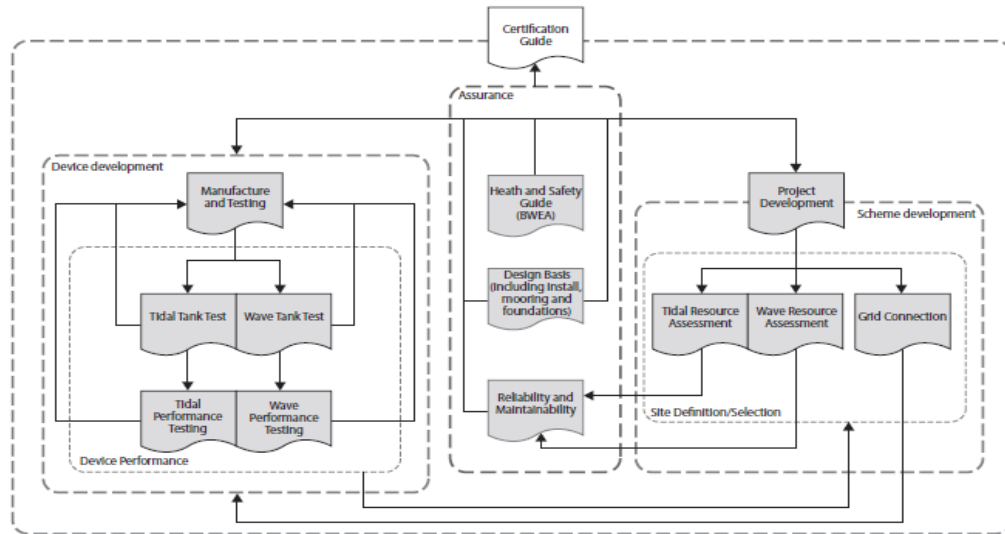 Certification
Guide
Assurance
Device development
Manufacture
and Testing
Heath and Safety
Guide
(BWEA)
Project
Development
Scheme development
Design Basis
(Including Install,
mooring and
foundations)
Tidal Tank Test
Wave Tank Test
Tidal Resource
Assessment
Wave Resource
Assessment
Grid Connection
Tidal
Performance
Testing
Wave
Performance
Testing
Reliability and
Maintainability
Site Definition/Selection
Device Performance